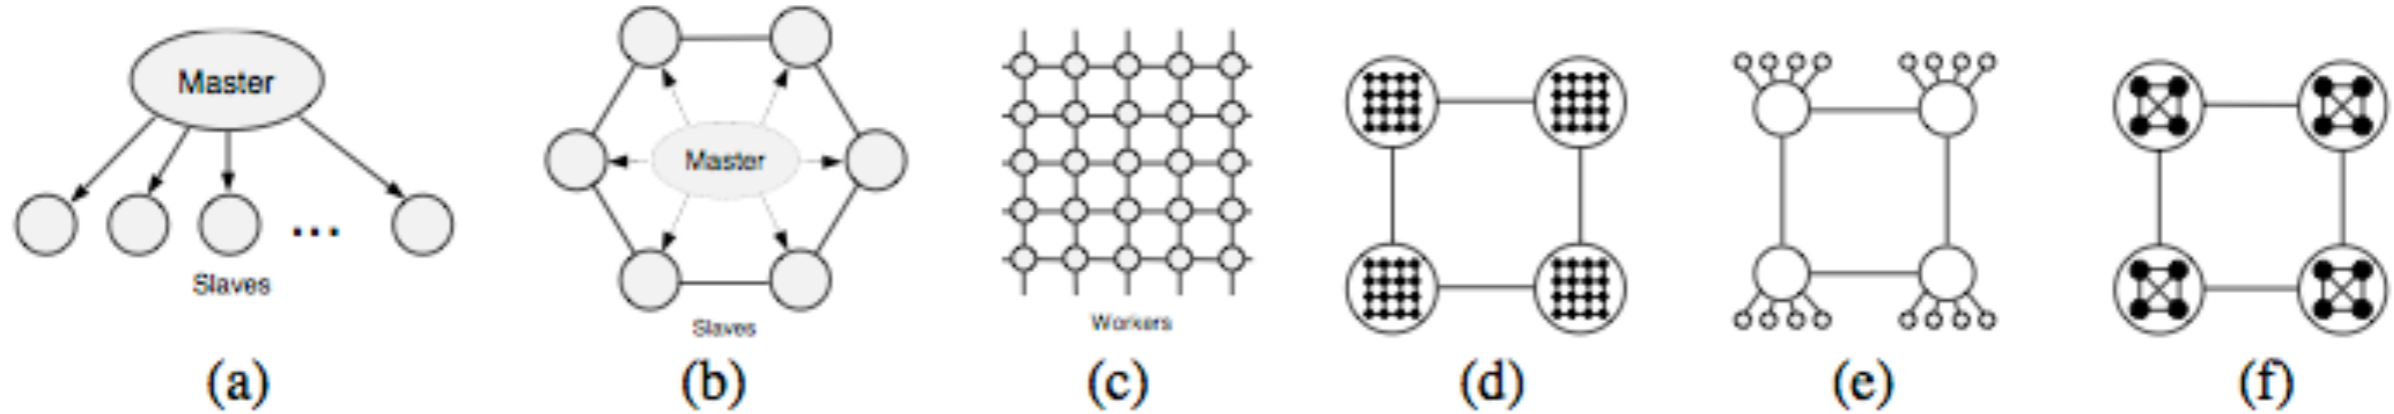 Master
...
Slaves
Master
Slaves
Workers
(a) (b) (c) (d) (e) (f)